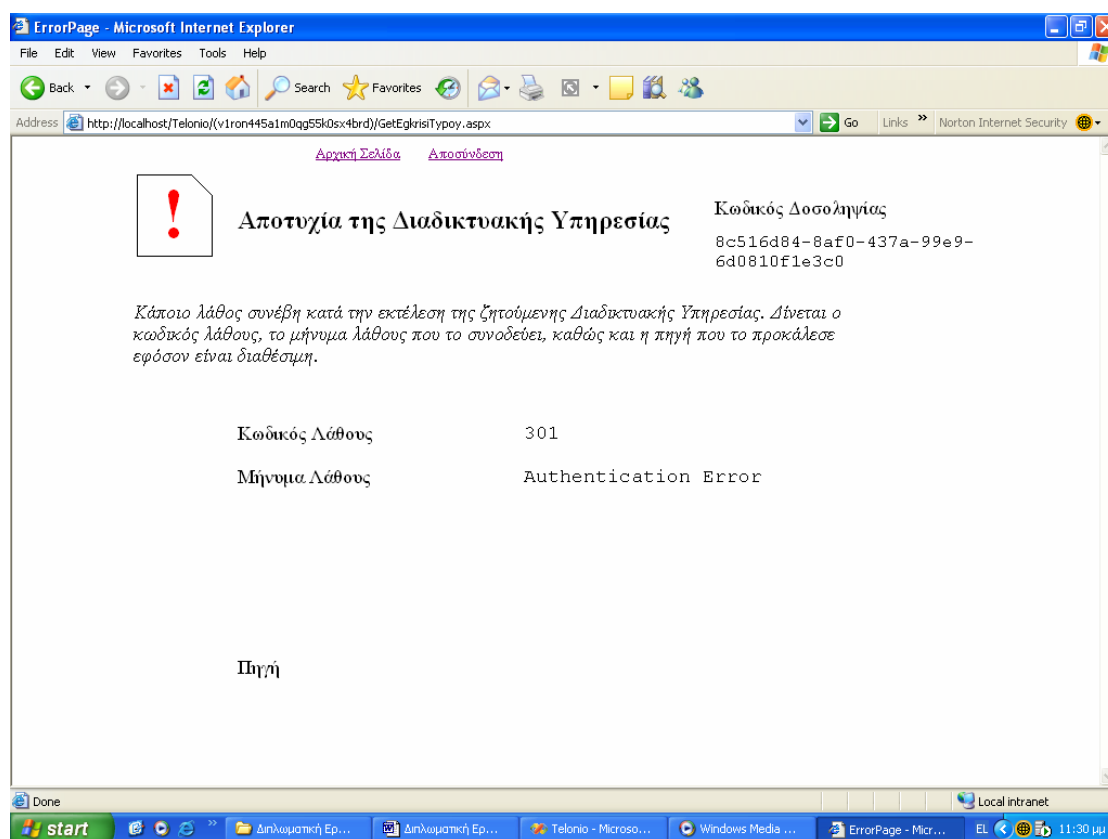 ErrorPage - Microsoft Internet Explorer
File Edit View Favorites Tools Help
Back Search Favorites
Address http://localhost/Telonio/(v1ron445a1m0qg55k0sx4brd)/GetEgkrisiTypoy.aspx Go Links » Norton Internet Security
Αρχική Σελίδα Αποσύνδεση
!
Αποτυχία της Διαδικτυακής Υπηρεσίας
Κωδικός Δοσοληψίας
8c516d84-8af0-437a-99e9-
6d0810f1e3c0
Κάποιο λάθος συνέβη κατά την εκτέλεση της ζητούμενης Διαδικτυακής Υπηρεσίας. Δίνεται ο
κωδικός λάθους, το μήνυμα λάθους που το συνοδεύει, καθώς και η πηγή που το προκάλεσε
εφόσον είναι διαθέσιμη.
Κωδικός Λάθους 301
Μήνυμα Λάθους Authentication Error
Πηγή
Done Local intranet
start » Διπλωματική Ερ... Διπλωματική Ερ... Telonio - Microso... Windows Media ... ErrorPage - Micr... EL 11:30 μμ